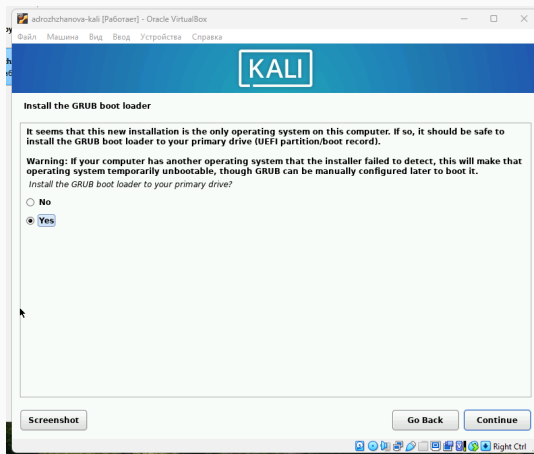 adrozhzhanova-kali [Работает] - Oracle VirtualBox
Файл Машина Вид Ввод Устройства Справка
KALI
Install the GRUB boot loader
It seems that this new installation is the only operating system on this computer. If so, it should be safe to
install the GRUB boot loader to your primary drive (UEFI partition/boot record).
Warning: If your computer has another operating system that the installer failed to detect, this will make that
operating system temporarily unbootable, though GRUB can be manually configured later to boot it.
Install the GRUB boot loader to your primary drive?
No
Yes
Screenshot
Go Back
Continue
Right Ctrl